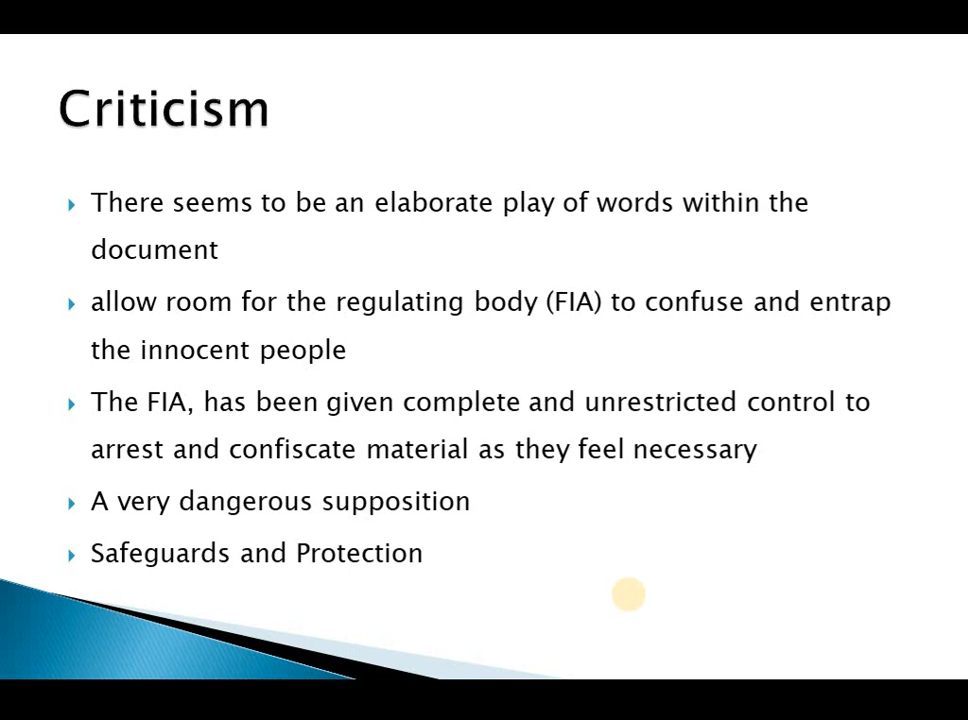 Criticism
There seems to be an elaborate play of words within the
document
allow room for the regulating body (FIA) to confuse and entrap
the innocent people
The FIA, has been given complete and unrestricted control to
arrest and confiscate material as they feel necessary
A very dangerous supposition
Safeguards and Protection